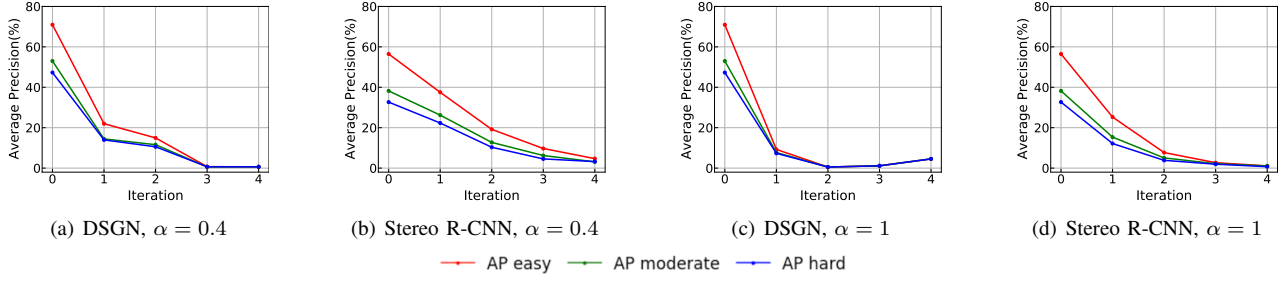 80
60
40
20
0
Average Precision(%)
0 1 2 3 4
Iteration
(a) DSGN, α = 0.4
80
60
40
20
0
Average Precision(%)
0 1 2 3 4
Iteration
(b) Stereo R-CNN, α = 0.4
80
60
40
20
0
Average Precision(%)
0 1 2 3 4
Iteration
(c) DSGN, α = 1
80
60
40
20
0
Average Precision(%)
0 1 2 3 4
Iteration
(d) Stereo R-CNN, α = 1
AP easy AP moderate AP hard